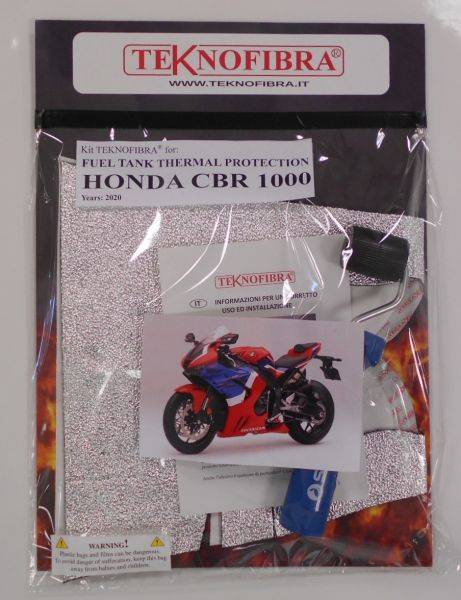 TEKNOFIBRA®
WWW.TEKNOFIBRA.IT
Kit TEKNOFIBRA® for:
FUEL TANK THERMAL PROTECTION
HONDA CBR 1000
Years: 2020
TEKNOFIBRA®
IT
INFORMAZIONI PER UN CORRETTO
USO ED INSTALLAZIONE
WARNING!
Plastic bags and films can be dangerous.
To avoid danger of suffocation, keep this bag
away from babies and children.